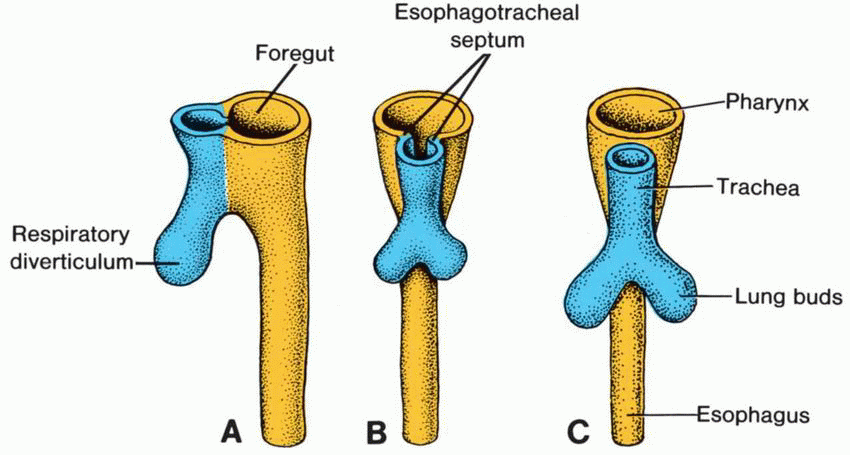 Esophagotracheal
septum
Foregut
Pharynx
Trachea
Respiratory
diverticulum
Lung buds
Esophagus
A
B
C